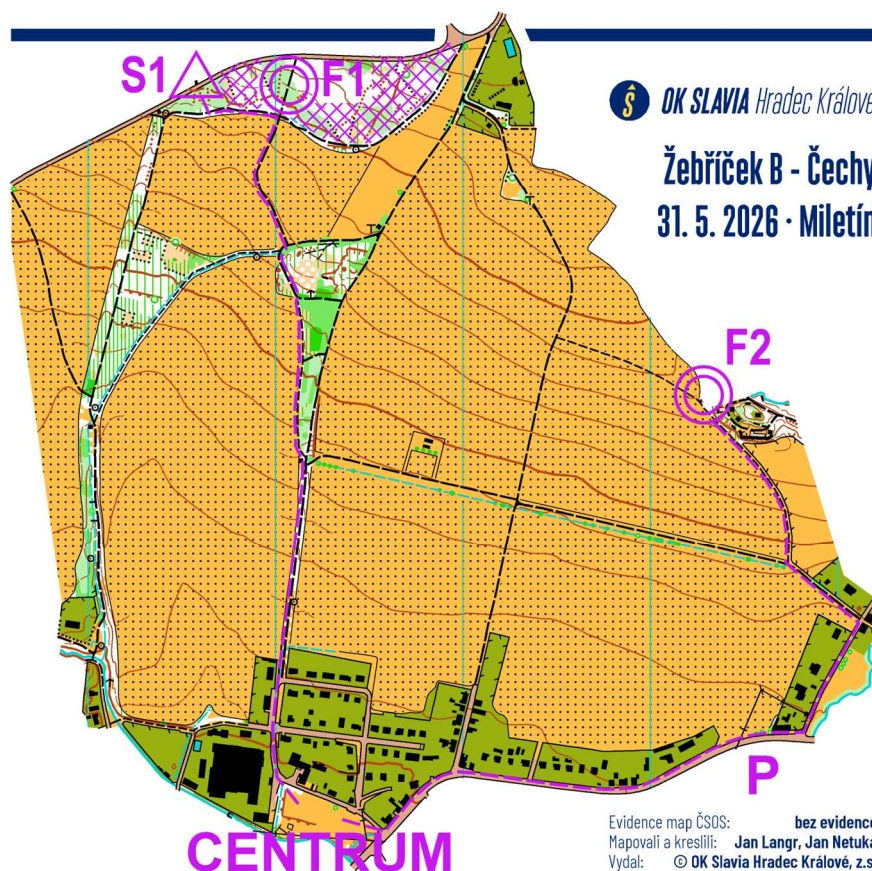 S1
F1
Ŝ OK SLAVIA Hradec Králové
Žebříček B - Čechy
31. 5. 2026 · Miletín
F2
P
CENTRUM
Evidence map ČSOS: bez evidence
Mapovali a kreslili: Jan Langr, Jan Netuka
Vydal: © OK Slavia Hradec Králové, z.s